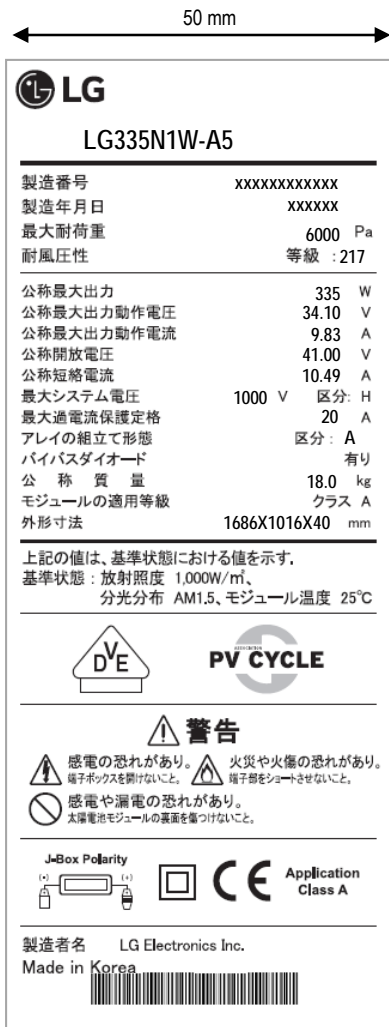 50 mm
LG
LG335N1W-A5
製造番号 xxxxxxxxxxxx
製造年月日 xxxxxx
最大耐荷重 6000 Pa
耐風圧性 等級 :217
公称最大出力 335 W
公称最大出力動作電圧 34.10 V
公称最大出力動作電流 9.83 A
公称開放電圧 41.00 V
公称短絡電流 10.49 A
最大システム電圧 1000 V 区分: H
最大過電流保護定格 20 A
アレイの組立て形態 区分: A
バイパスダイオード 有り
公称質量 18.0 kg
モジュールの適用等級 クラス A
外形寸法 1686X1016X40 mm
上記の値は、基準状態における値を示す.
基準状態：放射照度 1,000W/㎡、
分光分布 AM1.5、モジュール温度 25℃
DVE
PV CYCLE
警告
感電の恐れがあり。
端子ボックスを開けないこと。
火災や火傷の恐れがあり。
端子部をショートさせないこと。
感電や漏電の恐れがあり。
太陽電池モジュールの裏面を傷つけないこと。
J-Box Polarity
(-) (+)
CE
Application
Class A
製造者名 LG Electronics Inc.
Made in Korea